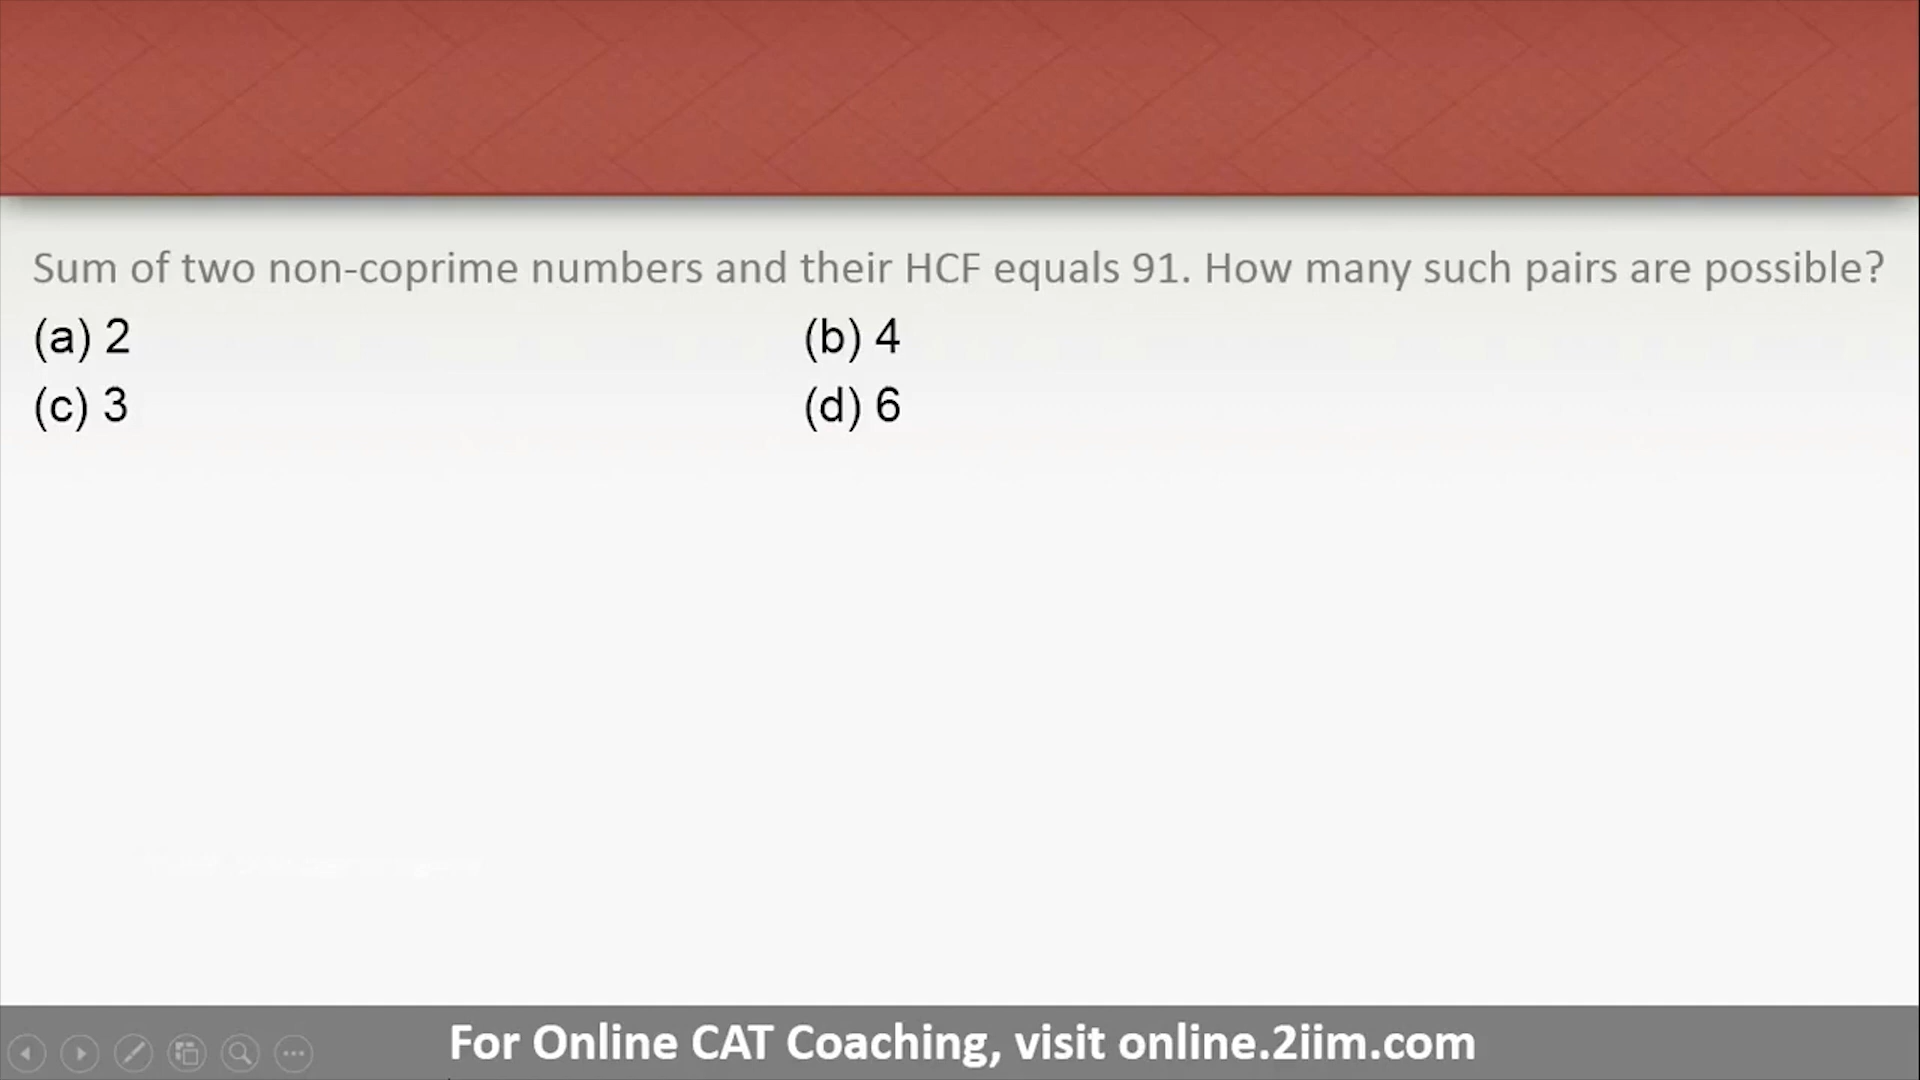 Sum of two non-coprime numbers and their HCF equals 91. How many such pairs are possible?
(a) 2 (b) 4
(c) 3 (d) 6
For Online CAT Coaching, visit online.2iim.com